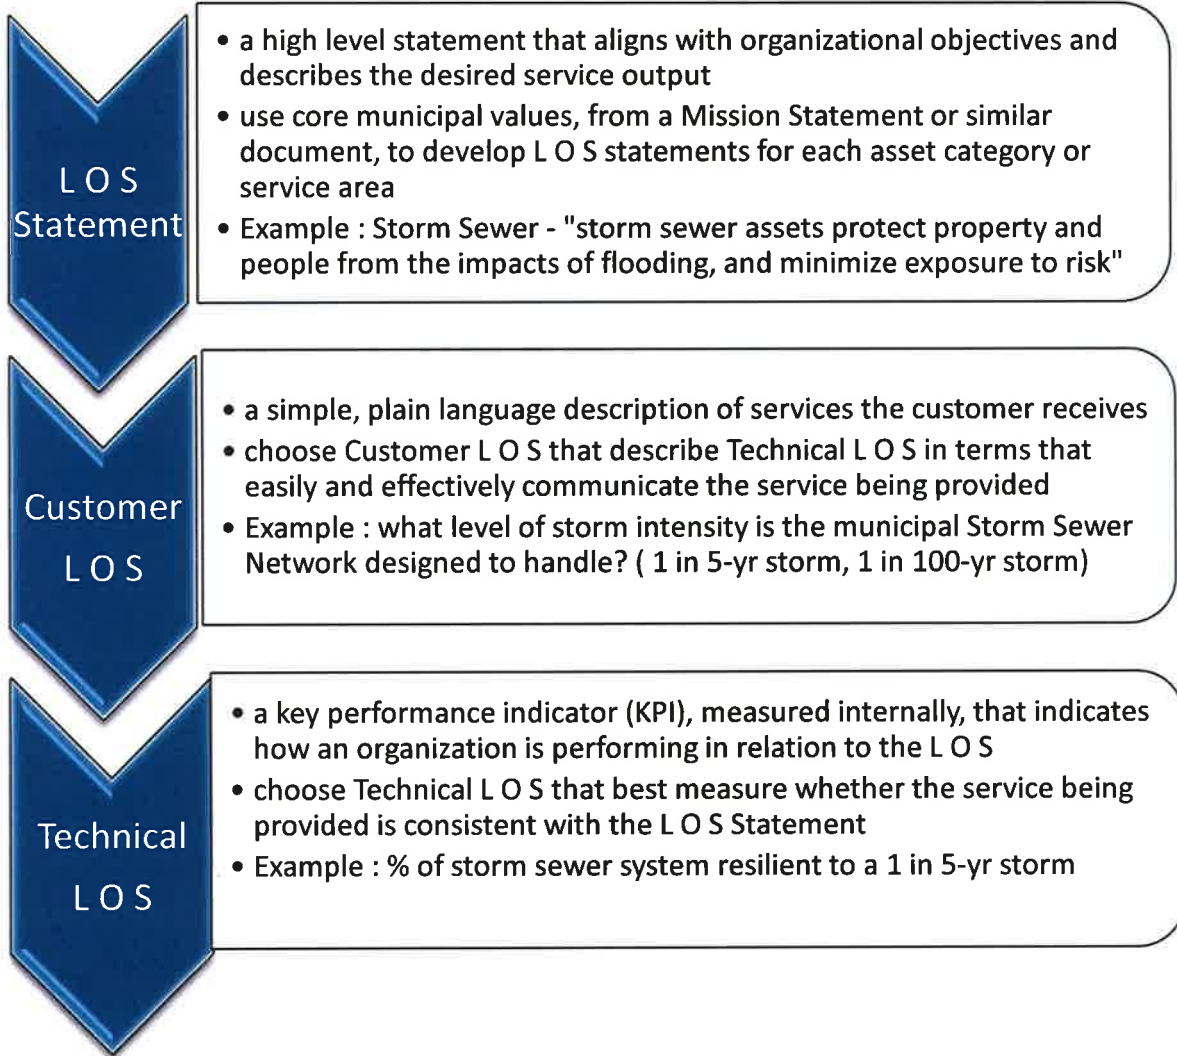 L O S
Statement
• a high level statement that aligns with organizational objectives and
describes the desired service output
• use core municipal values, from a Mission Statement or similar
document, to develop L O S statements for each asset category or
service area
• Example : Storm Sewer - "storm sewer assets protect property and
people from the impacts of flooding, and minimize exposure to risk"
Customer
L O S
• a simple, plain language description of services the customer receives
• choose Customer L O S that describe Technical L O S in terms that
easily and effectively communicate the service being provided
• Example : what level of storm intensity is the municipal Storm Sewer
Network designed to handle? ( 1 in 5-yr storm, 1 in 100-yr storm)
Technical
L O S
• a key performance indicator (KPI), measured internally, that indicates
how an organization is performing in relation to the L O S
• choose Technical L O S that best measure whether the service being
provided is consistent with the L O S Statement
• Example : % of storm sewer system resilient to a 1 in 5-yr storm